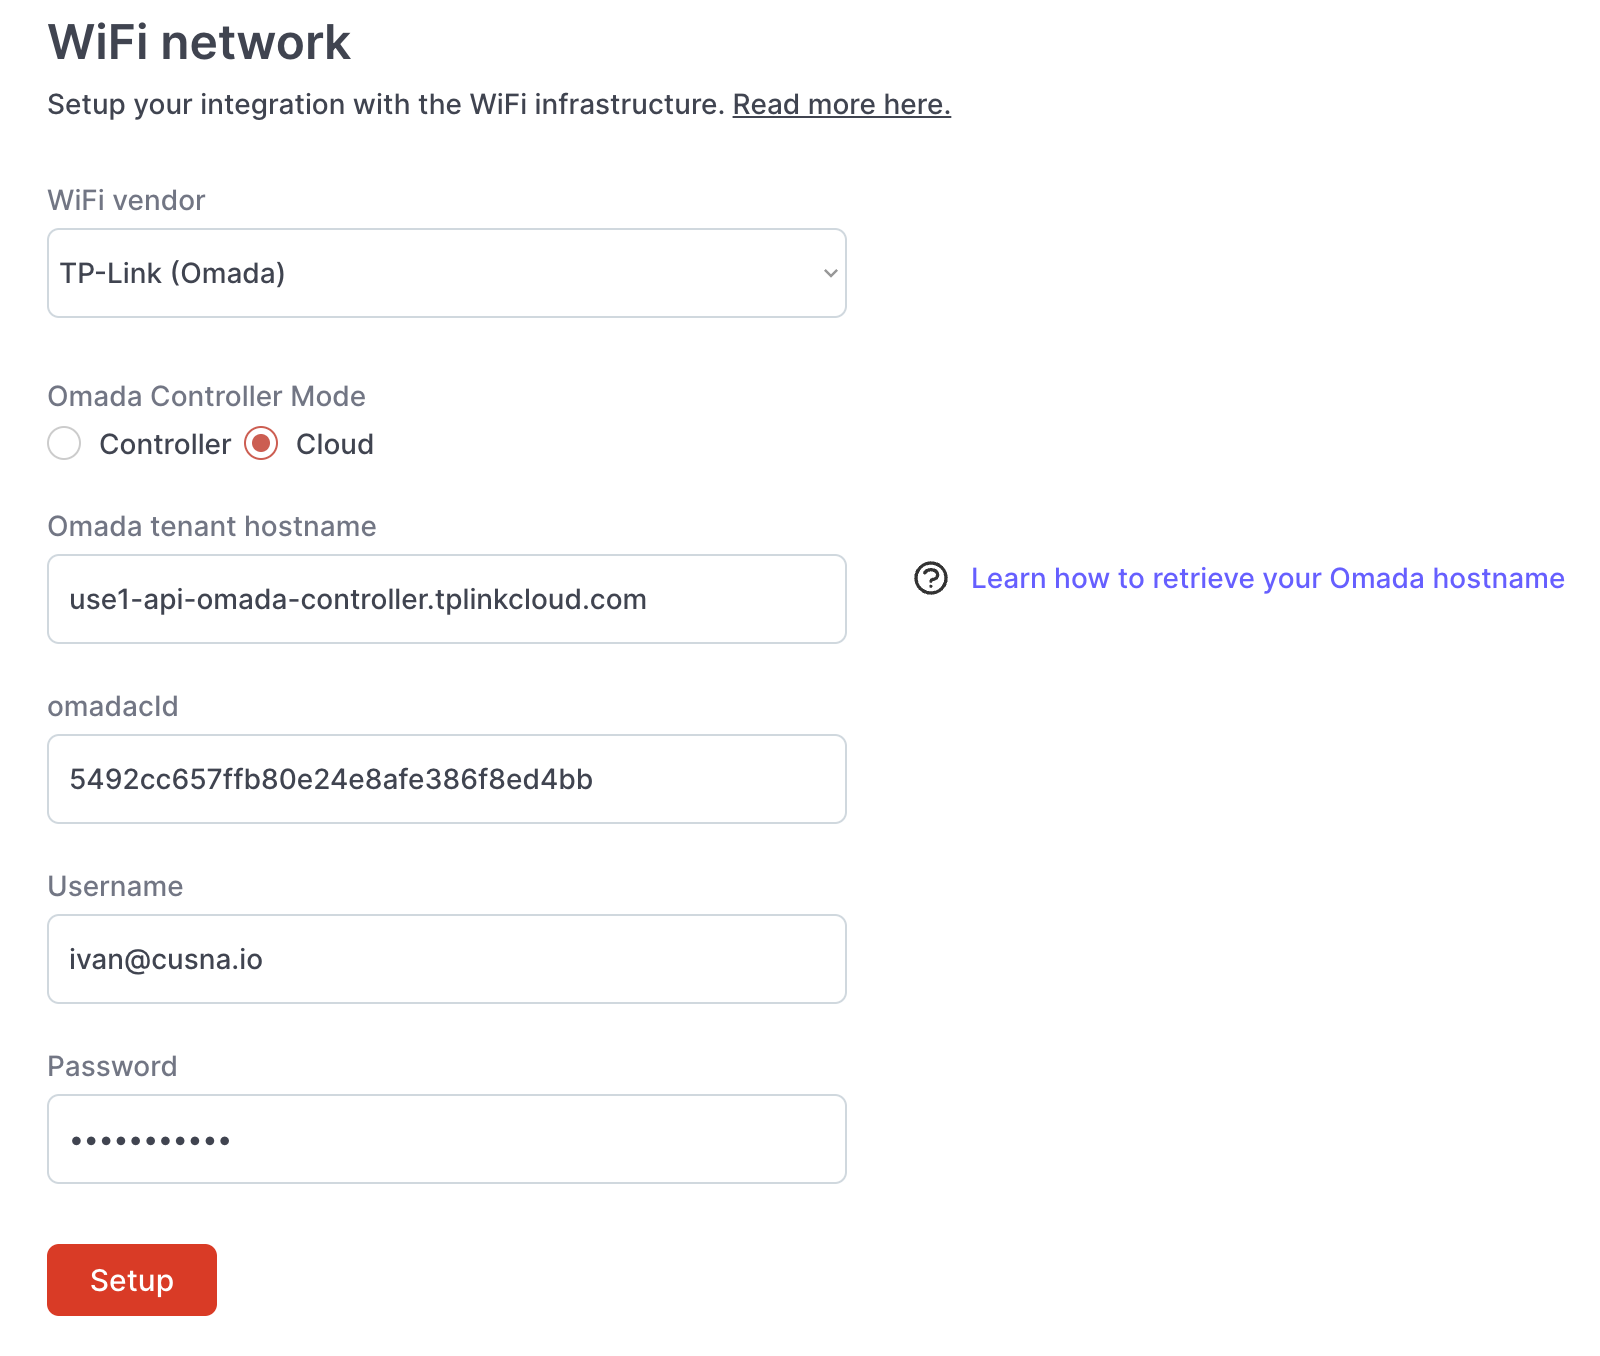 WiFi network
Setup your integration with the WiFi infrastructure. Read more here.
WiFi vendor
TP-Link (Omada)
Omada Controller Mode
Controller Cloud
Omada tenant hostname
use1-api-omada-controller.tplinkcloud.com
Learn how to retrieve your Omada hostname
omadacId
5492cc657ffb80e24e8afe386f8ed4bb
Username
ivan@cusna.io
Password
•••••••••••
Setup